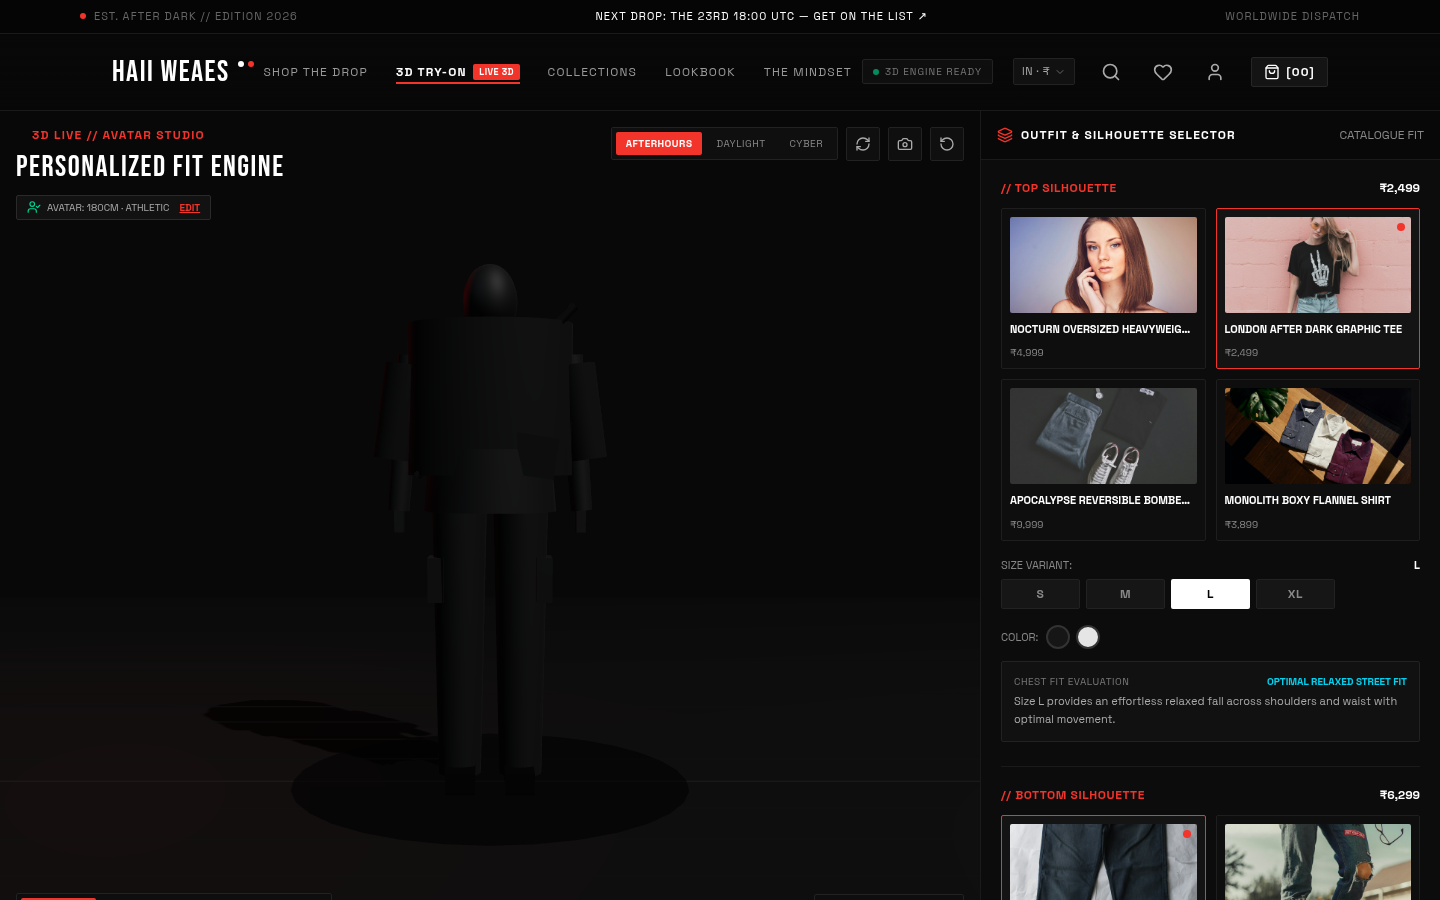 EST. AFTER DARK // EDITION 2026
NEXT DROP: THE 23RD 18:00 UTC — GET ON THE LIST ↗
WORLDWIDE DISPATCH
HAII WEAES
SHOP THE DROP
3D TRY-ON LIVE 3D
COLLECTIONS
LOOKBOOK
THE MINDSET
3D ENGINE READY
IN · ₹
[00]
3D LIVE // AVATAR STUDIO
PERSONALIZED FIT ENGINE
AVATAR: 180CM · ATHLETIC EDIT
AFTERHOURS
DAYLIGHT
CYBER
OUTFIT & SILHOUETTE SELECTOR
CATALOGUE FIT
// TOP SILHOUETTE
₹2,499
NOCTURN OVERSIZED HEAVYWEIG...
₹4,999
LONDON AFTER DARK GRAPHIC TEE
₹2,499
APOCALYPSE REVERSIBLE BOMBE...
₹9,999
MONOLITH BOXY FLANNEL SHIRT
₹3,899
SIZE VARIANT:
L
S
M
L
XL
COLOR:
CHEST FIT EVALUATION
OPTIMAL RELAXED STREET FIT
Size L provides an effortless relaxed fall across shoulders and waist with
optimal movement.
// BOTTOM SILHOUETTE
₹6,299